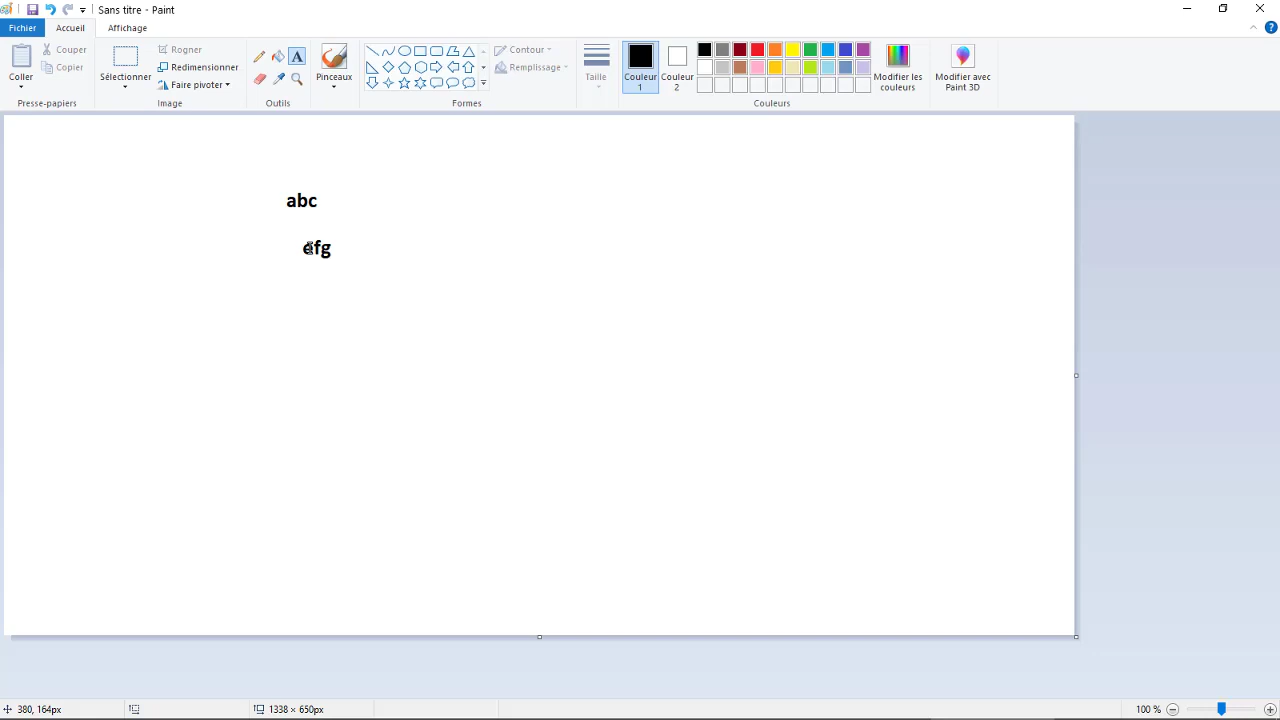 Sans titre - Paint
Fichier Accueil Affichage
Coller
Couper
Copier
Presse-papiers
Sélectionner
Rogner
Redimensionner
Faire pivoter
Image
A
Outils
Pinceaux
Contour
Remplissage
Formes
Taille
Couleur
1
Couleur
2
Couleurs
Modifier les
couleurs
Modifier avec
Paint 3D
abc
efg
380, 164px
1338 × 650px
100 %